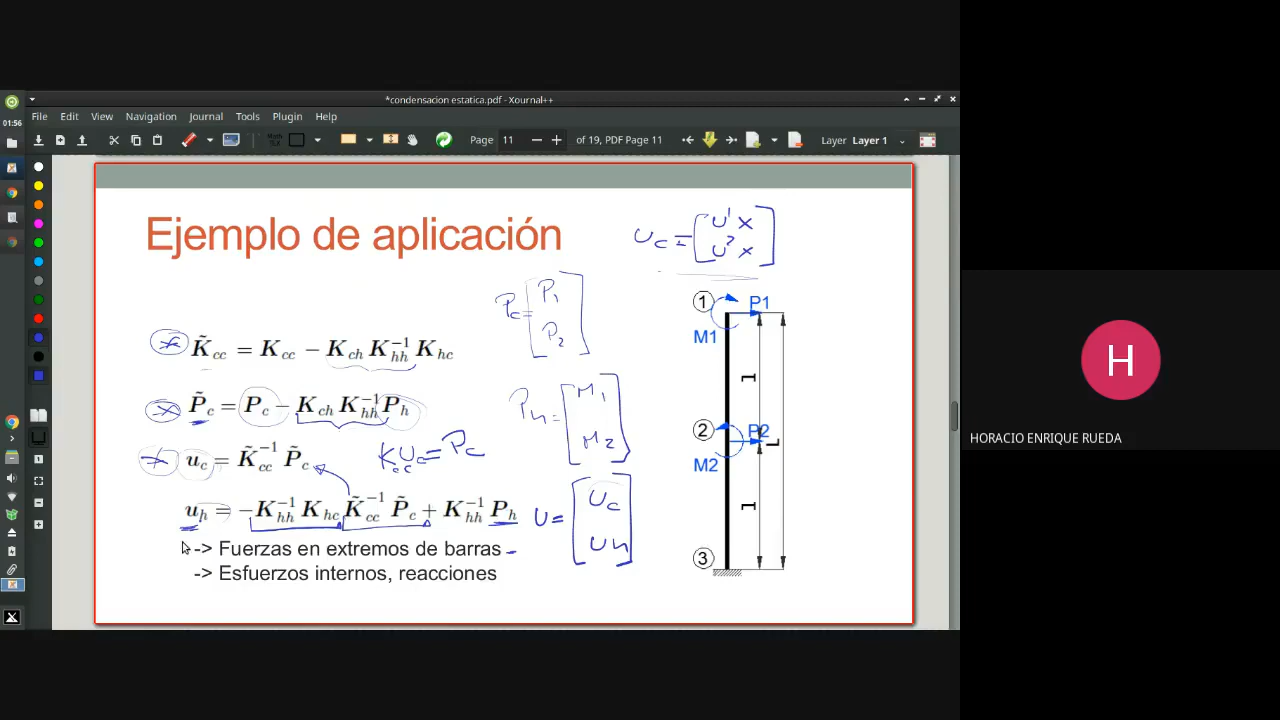 *condensacion estatica.pdf - Xournal++
01:56
File Edit View Navigation Journal Tools Plugin Help
Page 11 of 19, PDF Page 11 Layer Layer 1
Ejemplo de aplicación
u_c = [U¹x
U²x]
P_c = [P₁
P₂]
K̃_cc = K_cc − K_ch K_hh^−1 K_hc
P̃_c = P_c − K_ch K_hh^−1 P_h
P_h = [M₁
M₂]
u_c = K̃_cc^−1 P̃_c
K_cc U_c = P_c
u_h = −K_hh^−1 K_hc K̃_cc^−1 P̃_c + K_hh^−1 P_h
U = [U_c
U_h]
-> Fuerzas en extremos de barras
-> Esfuerzos internos, reacciones
1 P1
M1
l
2 P2
M2
L
l
3
H
HORACIO ENRIQUE RUEDA